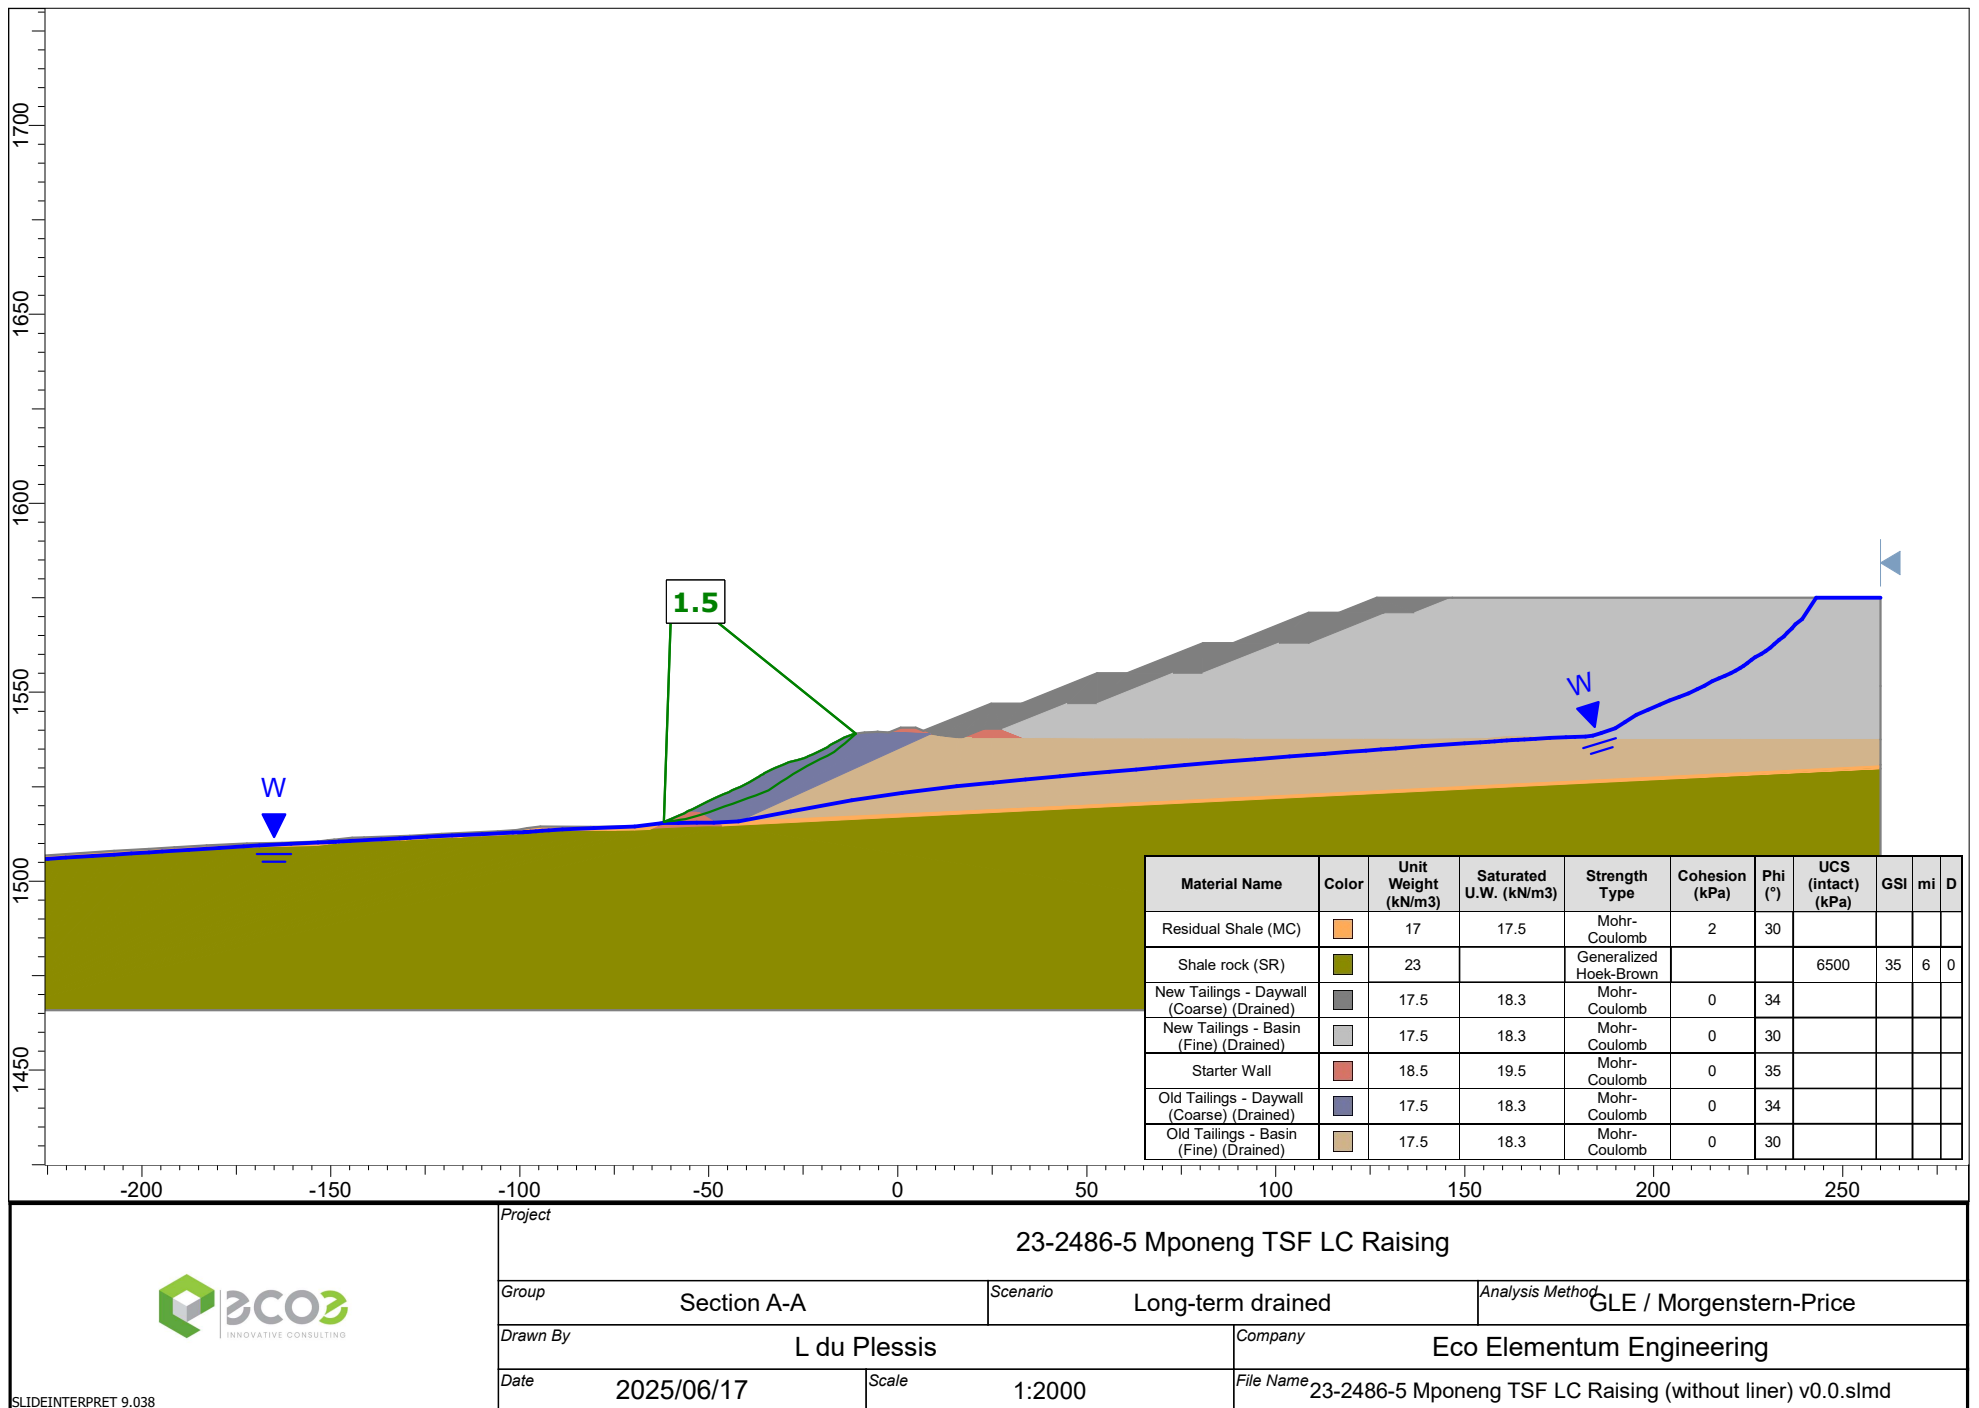 1700
1650
1600
1550
1500
1450
1.5
W
W
Material Name Color Unit Weight (kN/m3) Saturated U.W. (kN/m3) Strength Type Cohesion (kPa) Phi (°) UCS (intact) (kPa) GSI mi D
Residual Shale (MC) 17 17.5 Mohr-Coulomb 2 30
Shale rock (SR) 23 Generalized Hoek-Brown 6500 35 6 0
New Tailings - Daywall (Coarse) (Drained) 17.5 18.3 Mohr-Coulomb 0 34
New Tailings - Basin (Fine) (Drained) 17.5 18.3 Mohr-Coulomb 0 30
Starter Wall 18.5 19.5 Mohr-Coulomb 0 35
Old Tailings - Daywall (Coarse) (Drained) 17.5 18.3 Mohr-Coulomb 0 34
Old Tailings - Basin (Fine) (Drained) 17.5 18.3 Mohr-Coulomb 0 30
-200 -150 -100 -50 0 50 100 150 200 250
Project
23-2486-5 Mponeng TSF LC Raising
Group Section A-A Scenario Long-term drained Analysis Method GLE / Morgenstern-Price
Drawn By L du Plessis Company Eco Elementum Engineering
Date 2025/06/17 Scale 1:2000 File Name 23-2486-5 Mponeng TSF LC Raising (without liner) v0.0.slmd
ecoe
INNOVATIVE CONSULTING
SLIDEINTERPRET 9.038